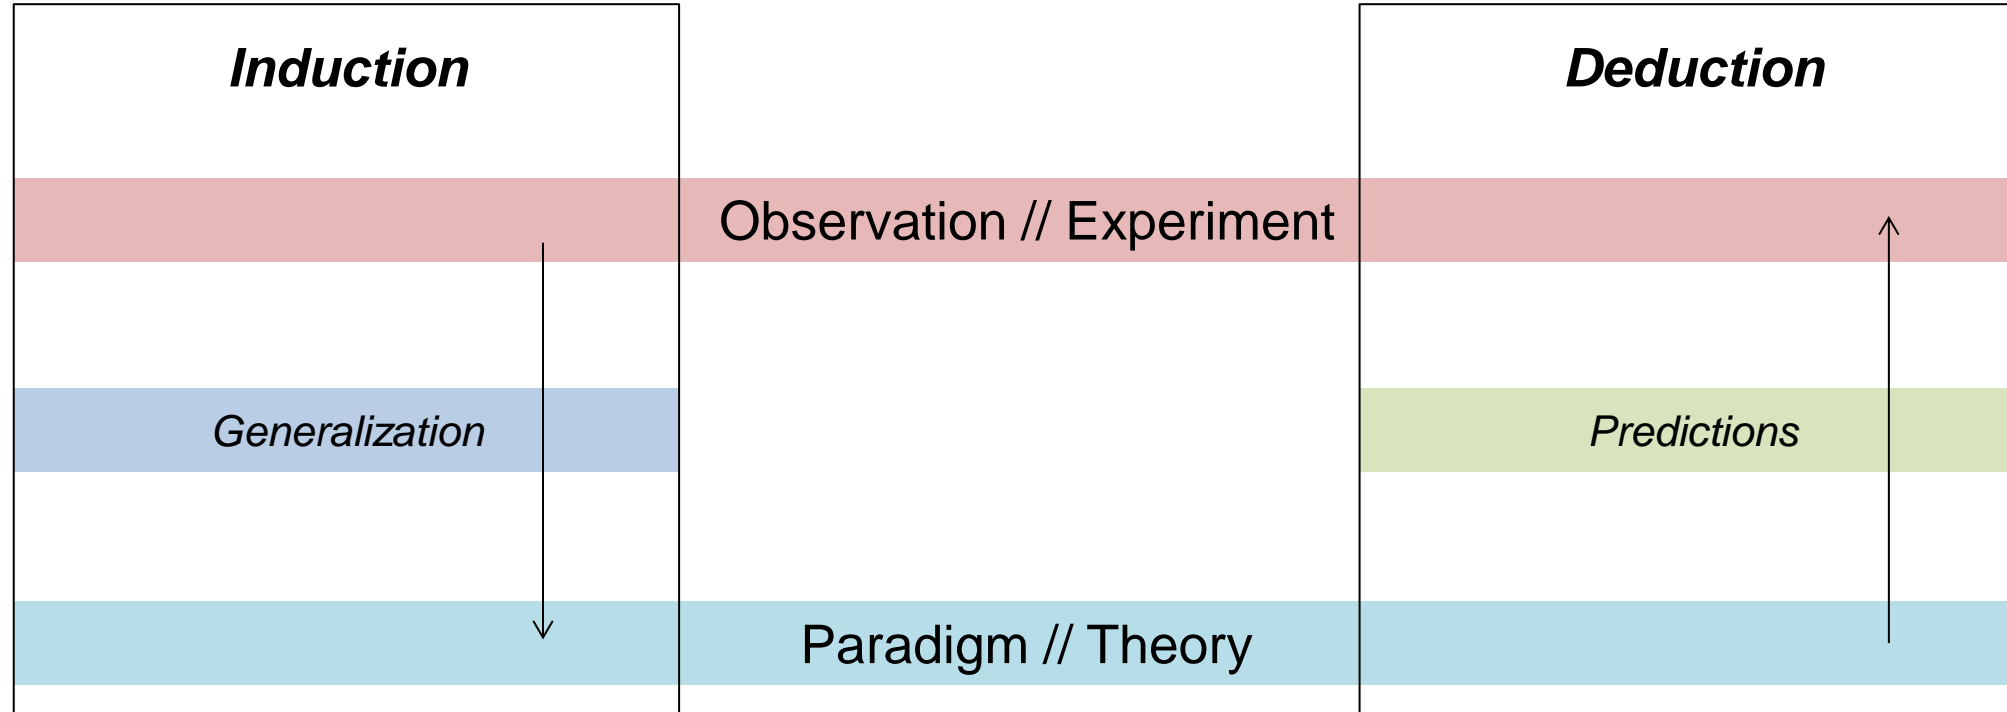 Induction
Deduction
Observation // Experiment
Generalization
Predictions
Paradigm // Theory